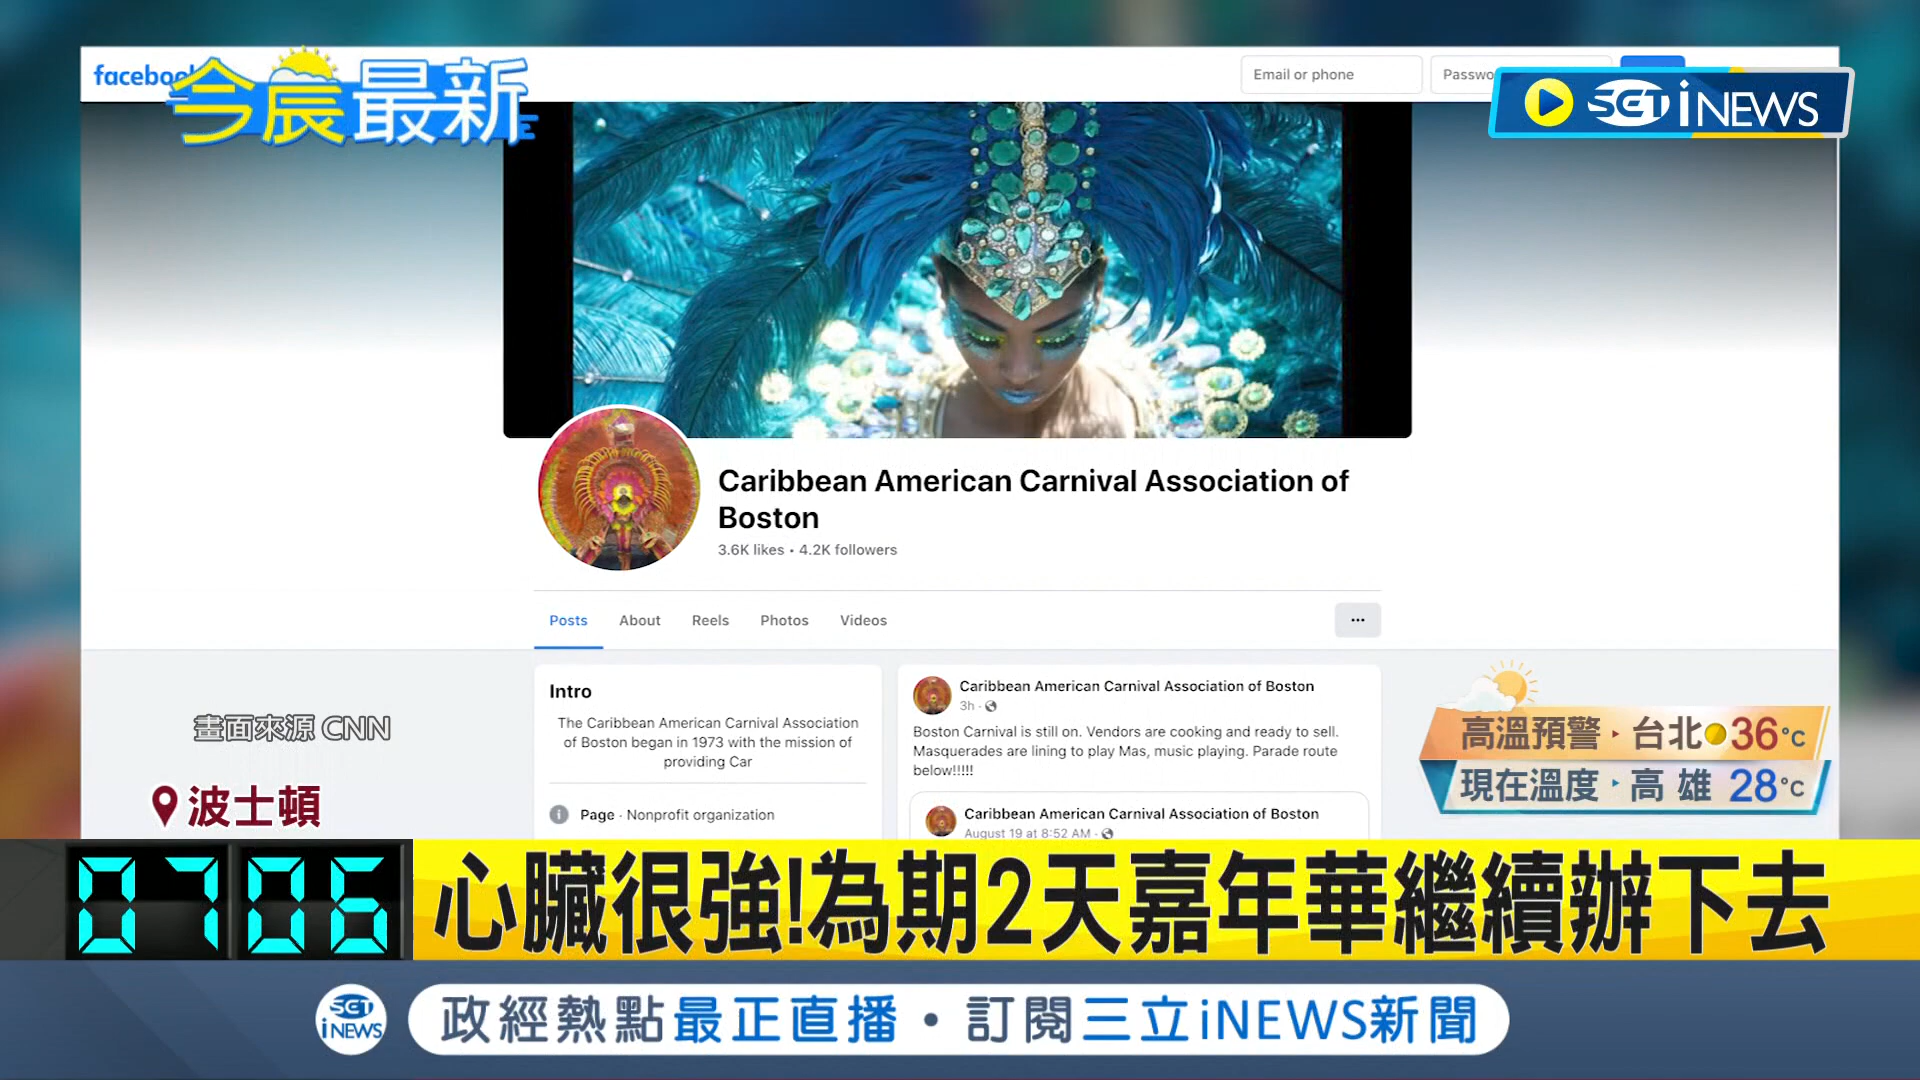 facebook
今晨最新
Email or phone
Passwo
SET iNEWS
Caribbean American Carnival Association of
Boston
3.6K likes • 4.2K followers
Posts
About
Reels
Photos
Videos
Intro
The Caribbean American Carnival Association
of Boston began in 1973 with the mission of
providing Car
Page · Nonprofit organization
Caribbean American Carnival Association of Boston
3h ·
Boston Carnival is still on. Vendors are cooking and ready to sell.
Masquerades are lining to play Mas, music playing. Parade route
below!!!!!
Caribbean American Carnival Association of Boston
August 19 at 8:52 AM ·
畫面來源 CNN
波士頓
高溫預警 台北 36°C
現在溫度 高雄 28°C
0706
心臟很強!為期2天嘉年華繼續辦下去
SET iNEWS
政經熱點最正直播・訂閱三立iNEWS新聞